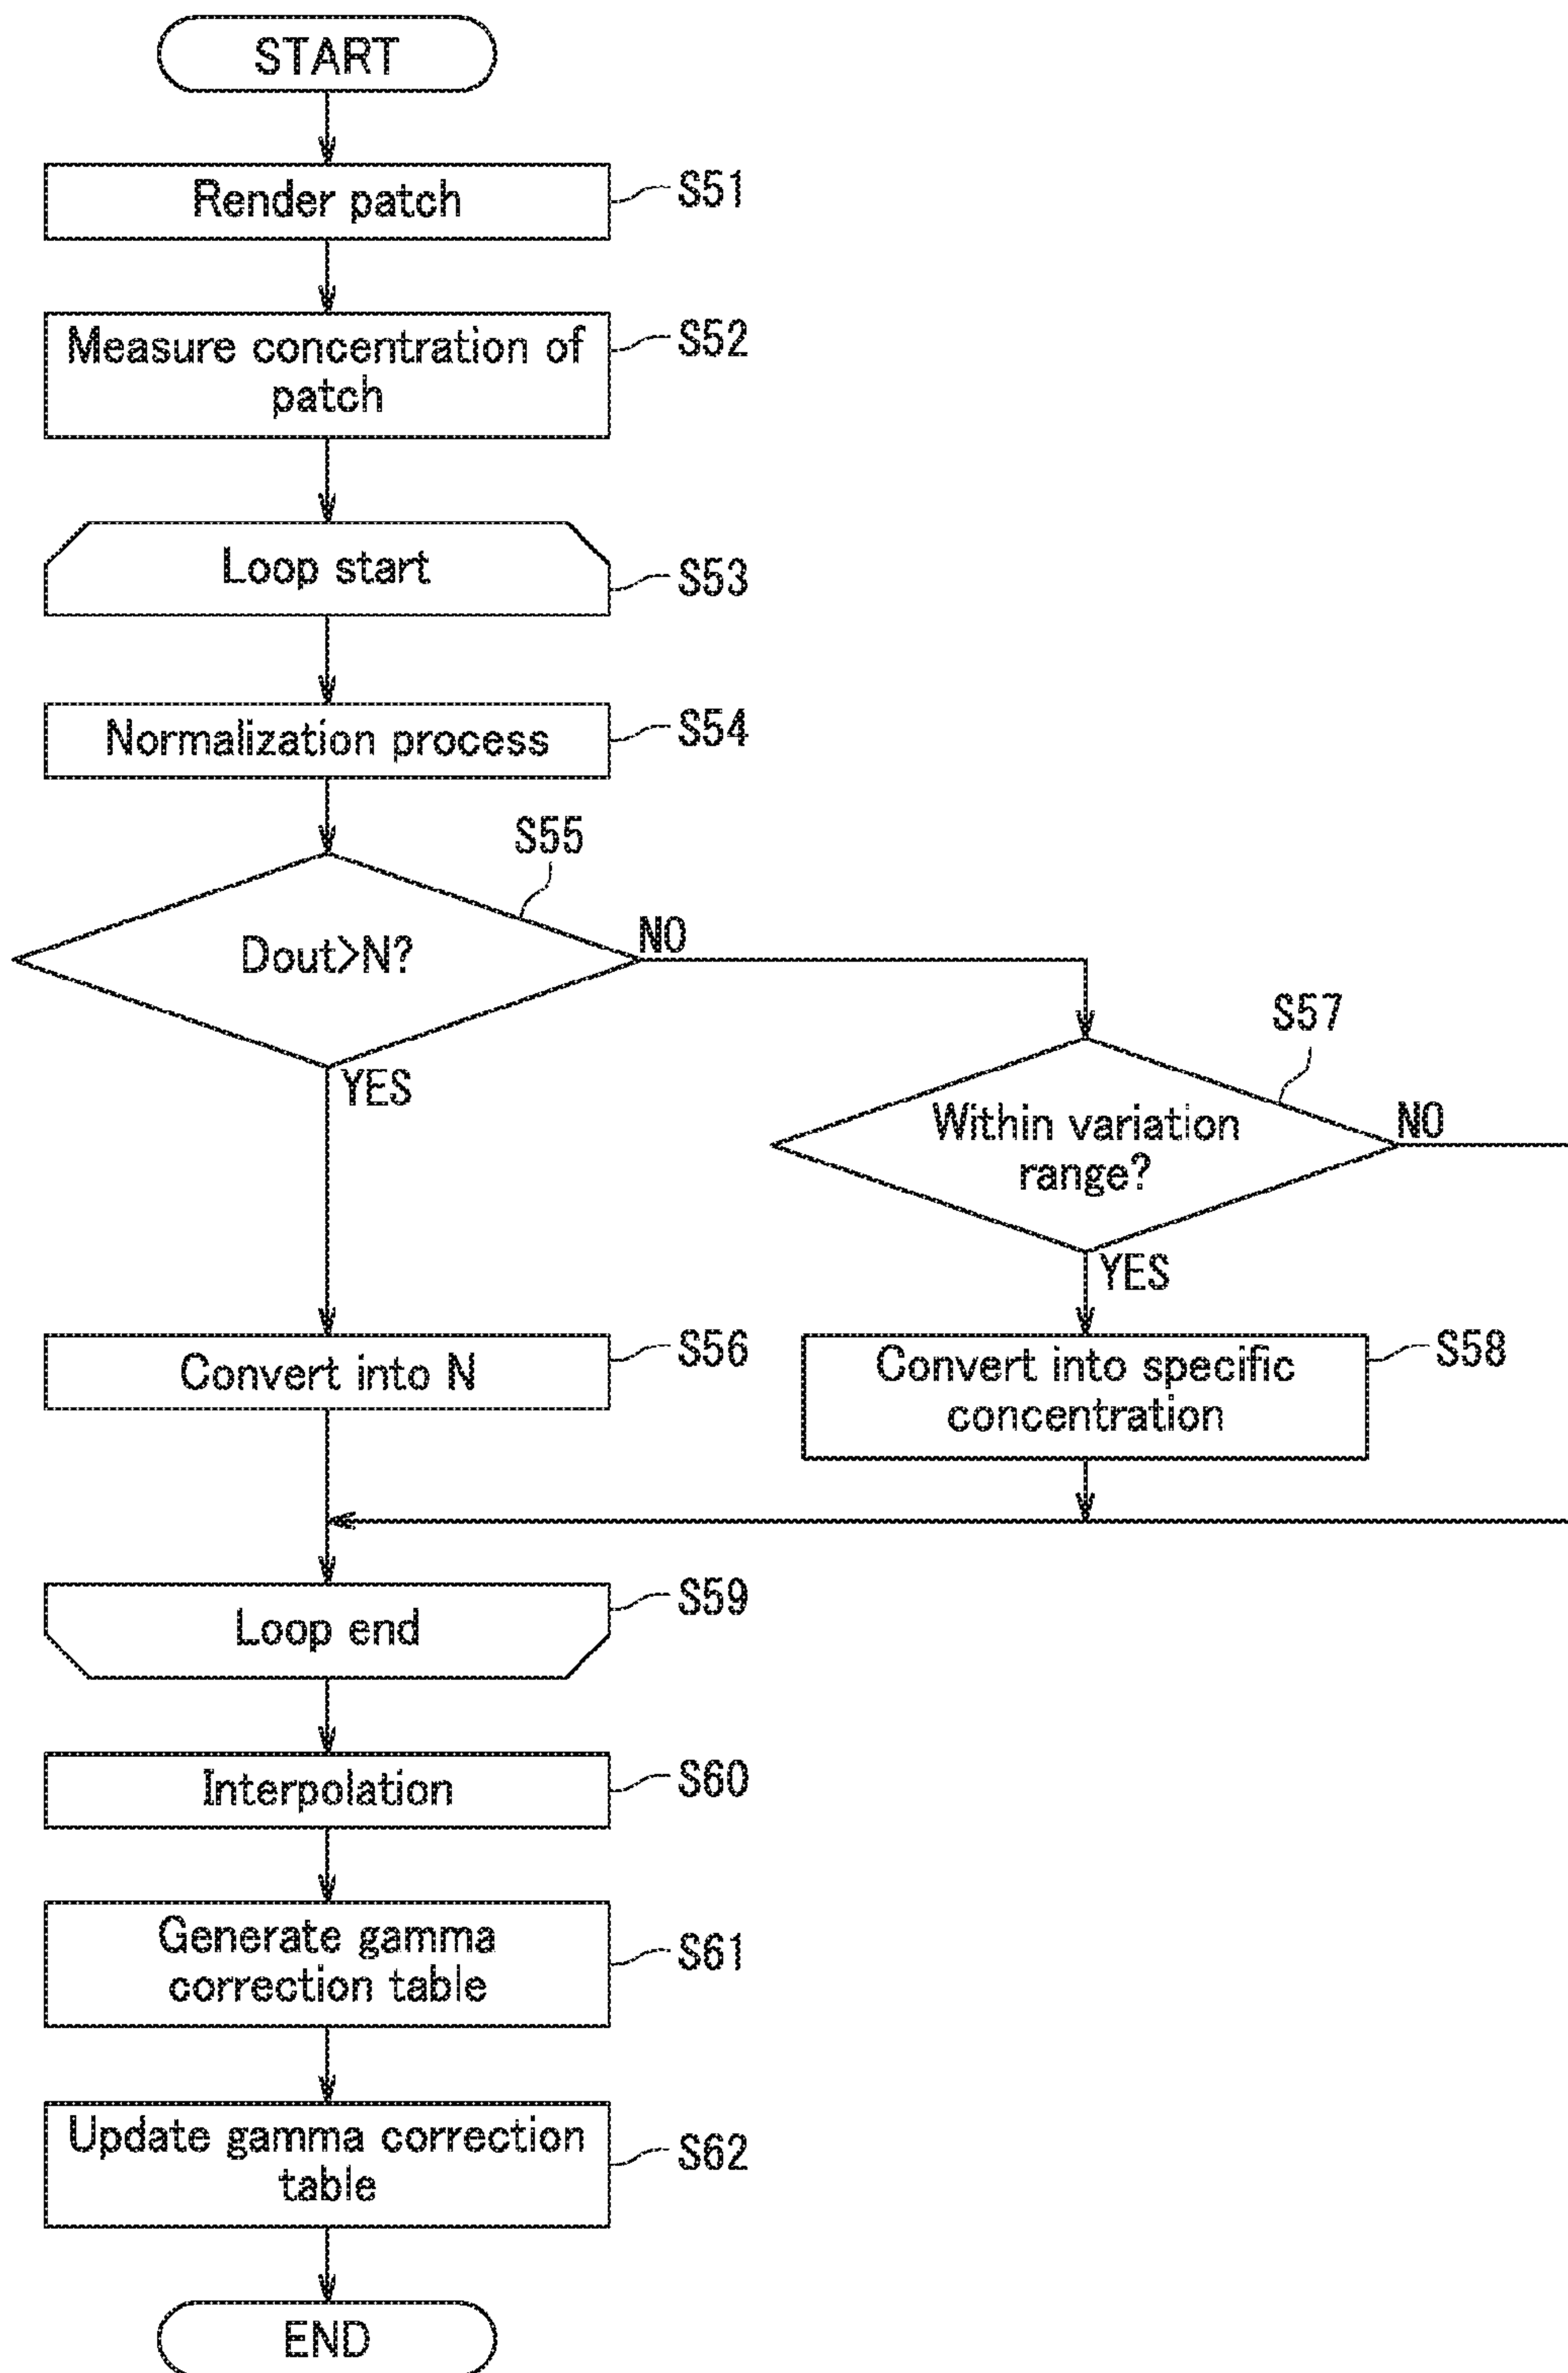 START
Render patch
S51
Measure concentration of
patch
S52
Loop start
S53
Normalization process
S54
S55
Dout>N?
NO
YES
S57
Within variation
range?
NO
YES
Convert into N
S56
Convert into specific
concentration
S58
Loop end
S59
Interpolation
S60
Generate gamma
correction table
S61
Update gamma correction
table
S62
END